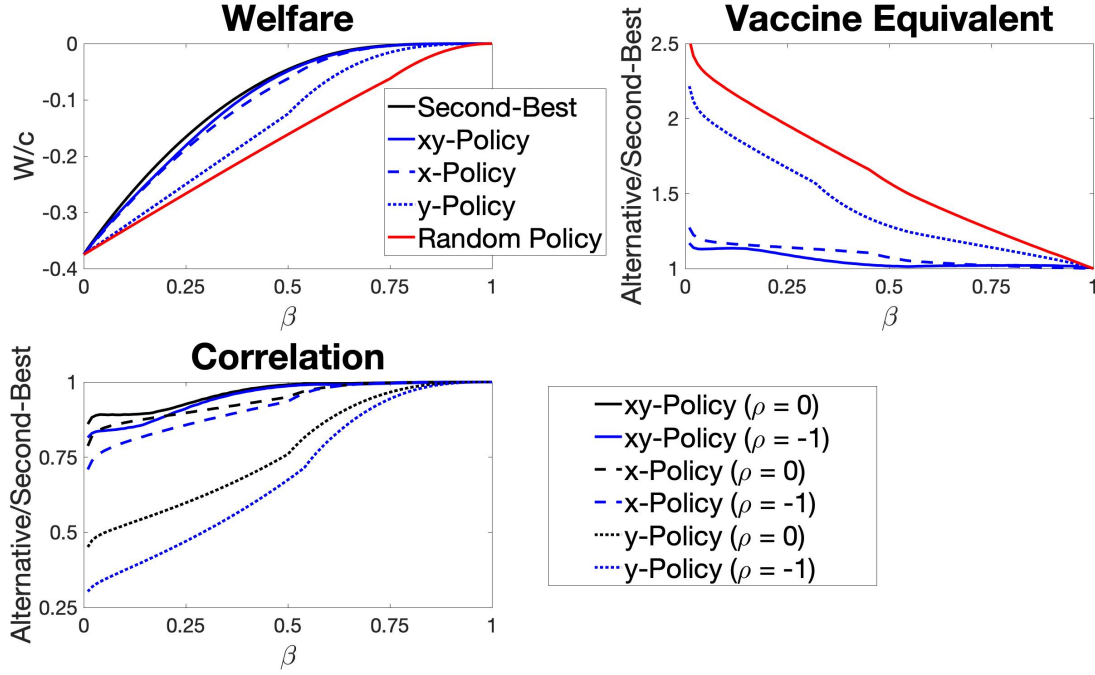 Welfare
Vaccine Equivalent
0
-0.1
-0.2
-0.3
-0.4
W/c
0 0.25 0.5 0.75 1
β
Second-Best
xy-Policy
x-Policy
y-Policy
Random Policy
2.5
2
1.5
1
Alternative/Second-Best
0 0.25 0.5 0.75 1
β
Correlation
1
0.75
0.5
0.25
Alternative/Second-Best
0 0.25 0.5 0.75 1
β
xy-Policy (ρ = 0)
xy-Policy (ρ = -1)
x-Policy (ρ = 0)
x-Policy (ρ = -1)
y-Policy (ρ = 0)
y-Policy (ρ = -1)